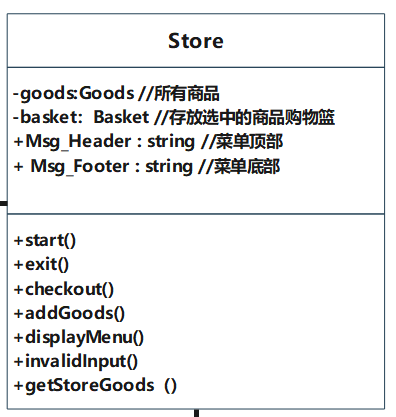 Store
-goods:Goods //所有商品
-basket: Basket //存放选中的商品购物篮
+Msg_Header : string //菜单顶部
+ Msg_Footer : string //菜单底部
+start()
+exit()
+checkout()
+addGoods()
+displayMenu()
+invalidInput()
+getStoreGoods ()